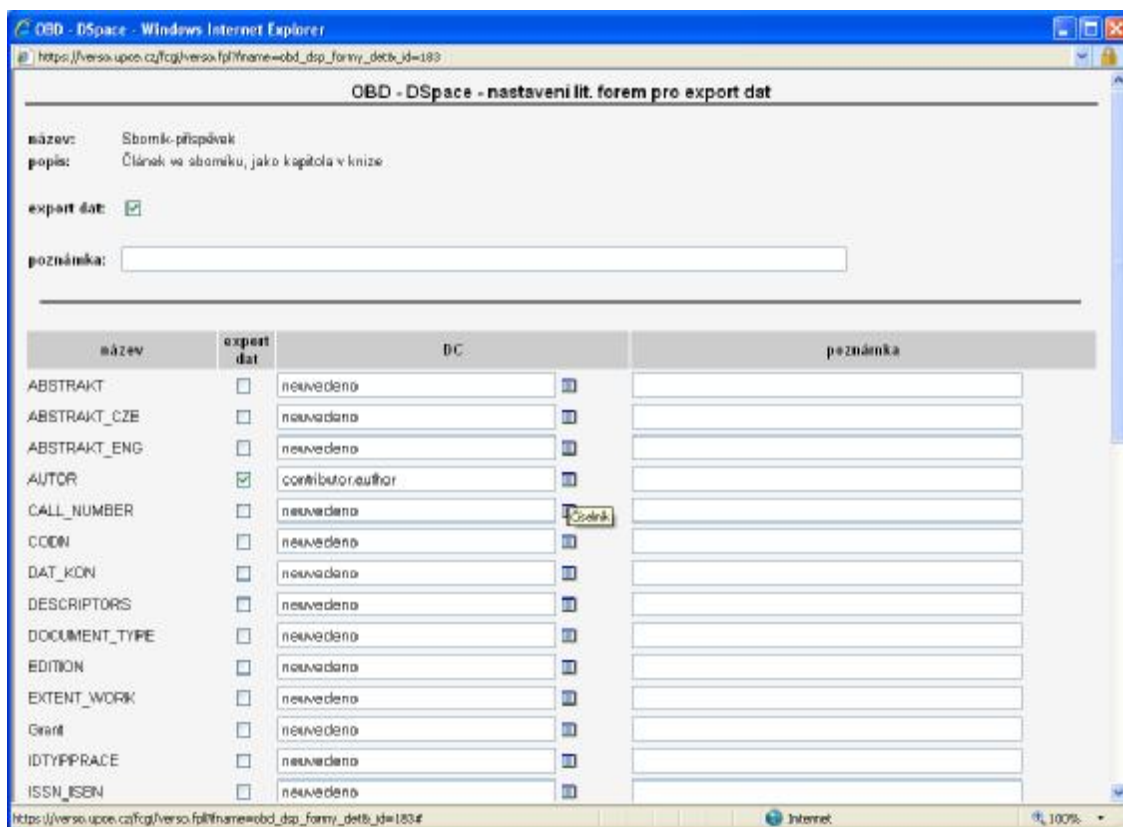 OBD - DSpace - Windows Internet Explorer
https://verso.upce.cz/fcgi/verso.fpl?fname=obd_dsp_formy_det&_id=183
OBD - DSpace - nastavení lit. forem pro export dat
název: Sborník-příspěvek
popis: Článek ve sborníku, jako kapitola v knize
export dat:
poznámka:
název export dat DC poznámka
ABSTRAKT neuvedeno
ABSTRAKT_CZE neuvedeno
ABSTRAKT_ENG neuvedeno
AUTOR contributor.author
CALL_NUMBER neuvedeno Číselník
CODN neuvedeno
DAT_KON neuvedeno
DESCRIPTORS neuvedeno
DOCUMENT_TYPE neuvedeno
EDITION neuvedeno
EXTENT_WORK neuvedeno
Grant neuvedeno
IDTYPPRACE neuvedeno
ISSN_ISBN neuvedeno
https://verso.upce.cz/fcgi/verso.fpl?fname=obd_dsp_formy_det&_id=183# Internet 100%